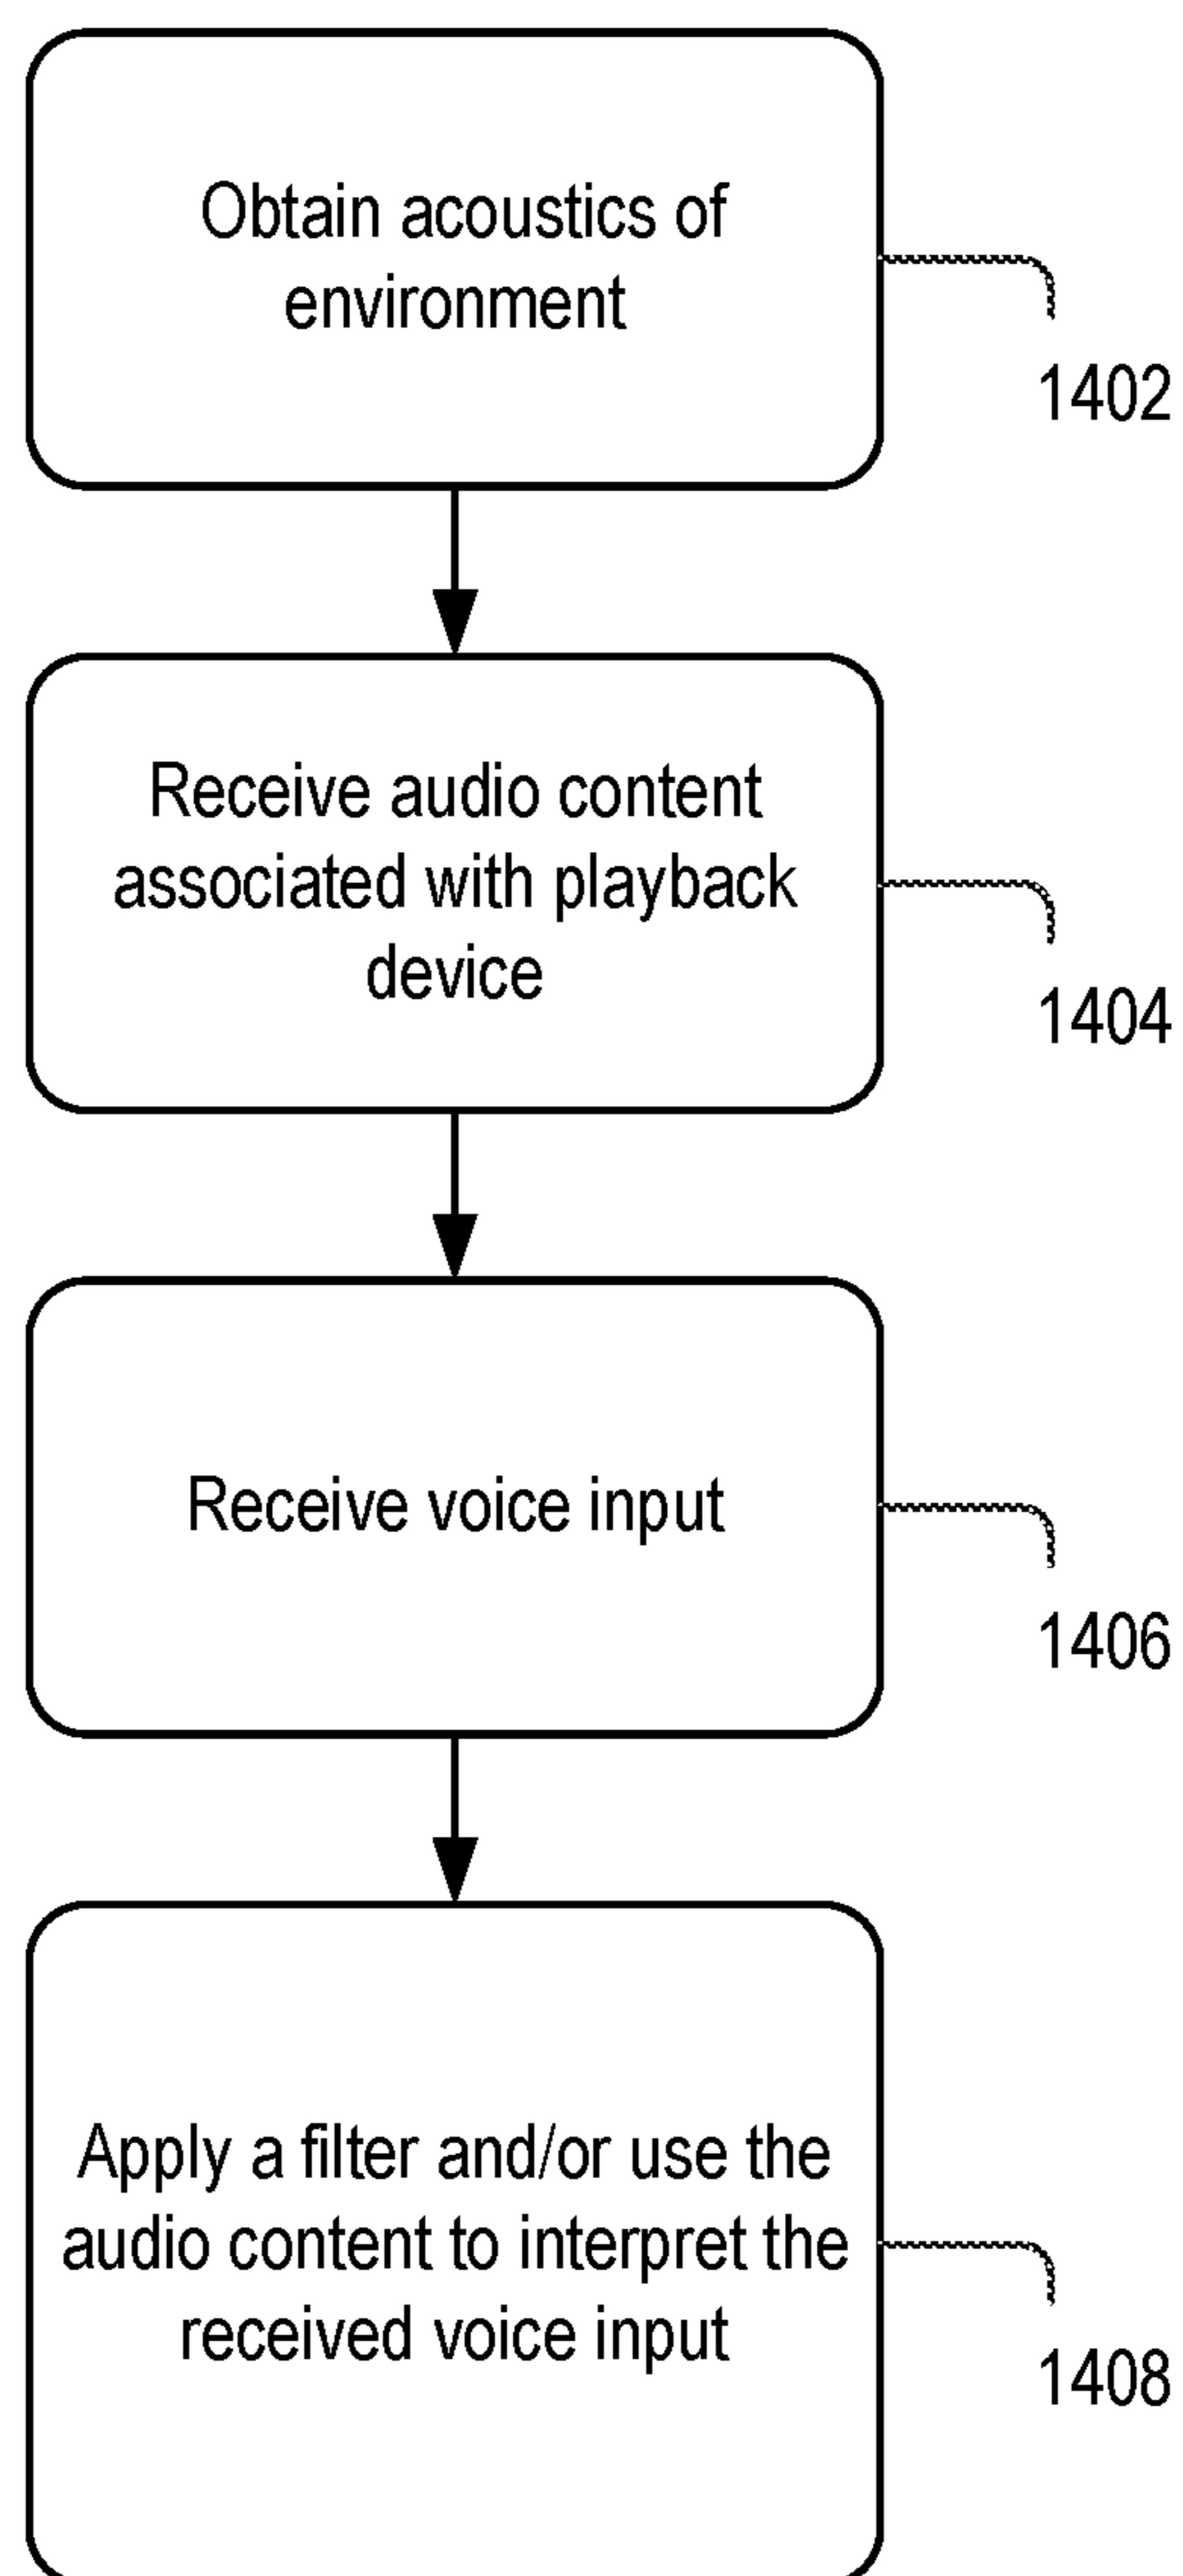 Obtain acoustics of
environment
1402
Receive audio content
associated with playback
device
1404
Receive voice input
1406
Apply a filter and/or use the
audio content to interpret the
received voice input
1408